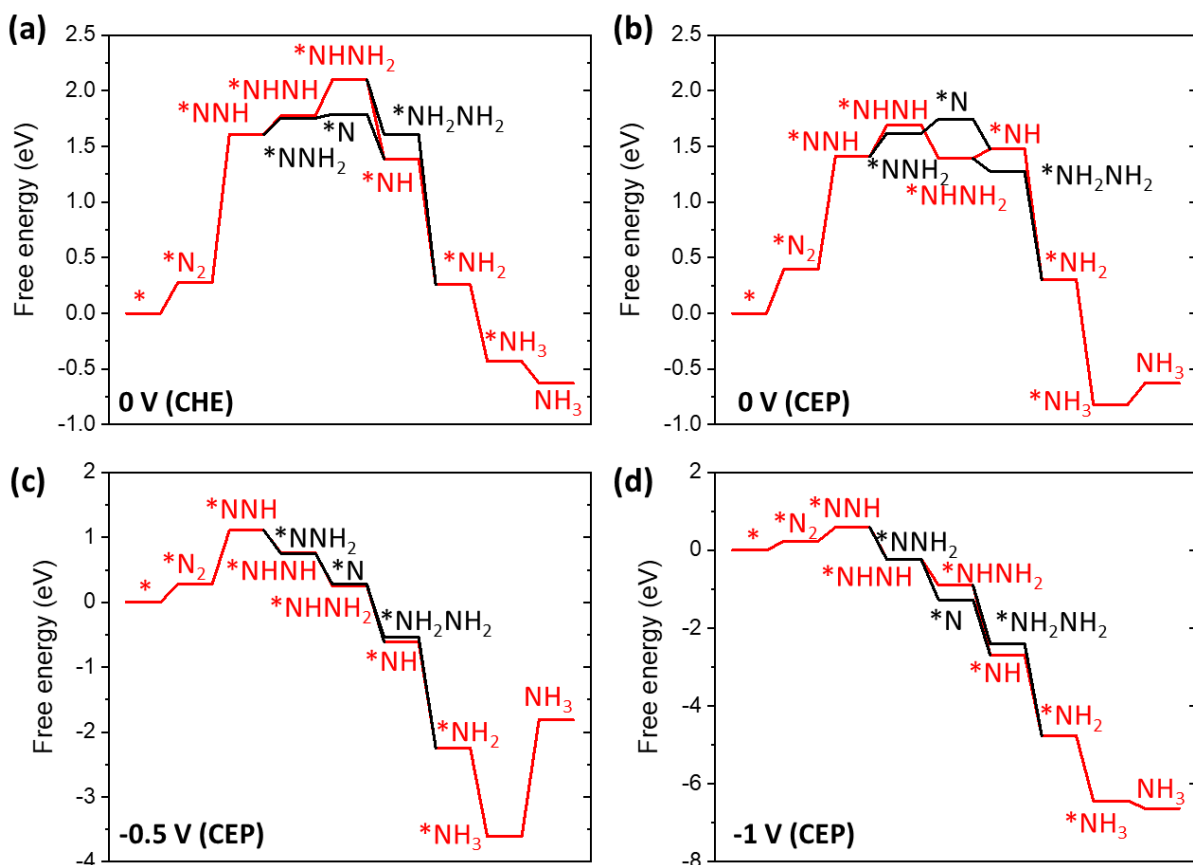 (a)
2.5
2.0
1.5
1.0
0.5
0.0
-0.5
-1.0
Free energy (eV)
*
*N₂
*NNH
*NHNH
*NHNH₂
*NNH₂
*N
*NH₂NH₂
*NH
*NH₂
*NH₃
NH₃
0 V (CHE)
(b)
2.5
2.0
1.5
1.0
0.5
0.0
-0.5
-1.0
Free energy (eV)
*
*N₂
*NNH
*NHNH
*N
*NH
*NNH₂
*NHNH₂
*NH₂NH₂
*NH₂
*NH₃
NH₃
0 V (CEP)
(c)
2
1
0
-1
-2
-3
-4
Free energy (eV)
*
*N₂
*NNH
*NNH₂
*NHNH
*N
*NHNH₂
*NH₂NH₂
*NH
*NH₂
*NH₃
NH₃
-0.5 V (CEP)
(d)
2
0
-2
-4
-6
-8
Free energy (eV)
*
*N₂
*NNH
*NNH₂
*NHNH
*NHNH₂
*N
*NH₂NH₂
*NH
*NH₂
*NH₃
NH₃
-1 V (CEP)